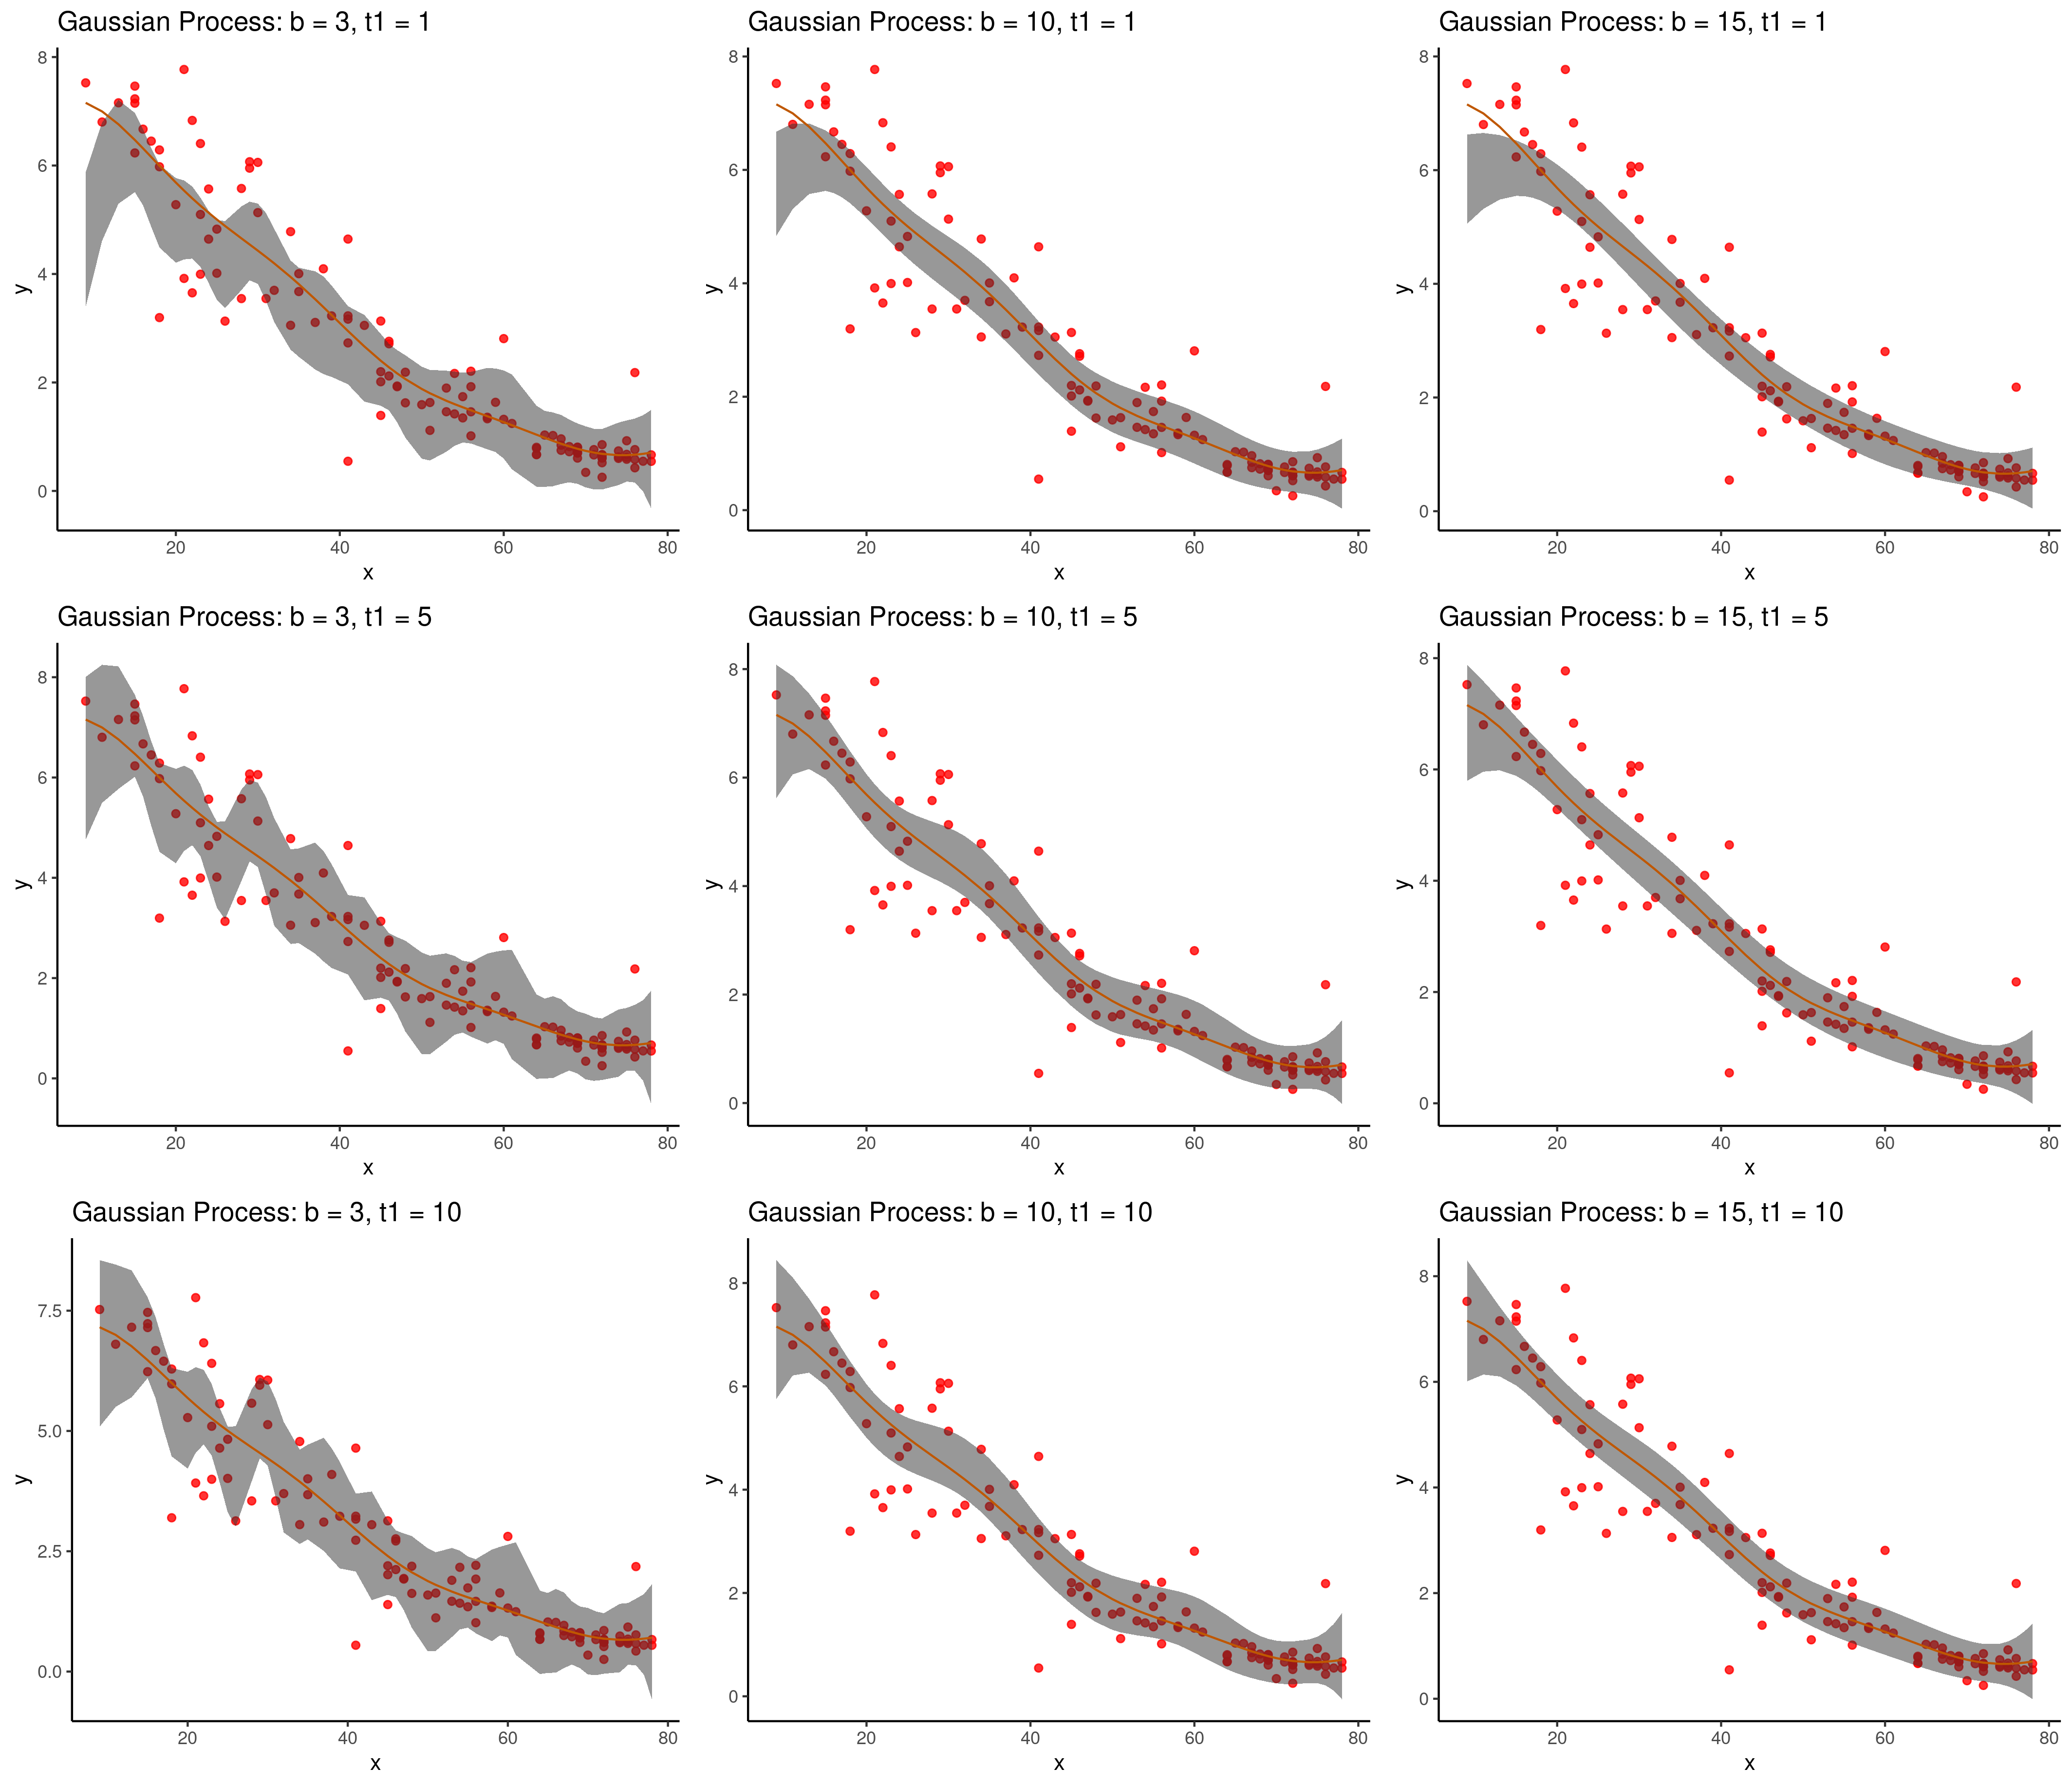 Gaussian Process: b = 3, t1 = 1
8
6
4
2
0
y
20 40 60 80
x
Gaussian Process: b = 10, t1 = 1
8
6
4
2
0
y
20 40 60 80
x
Gaussian Process: b = 15, t1 = 1
8
6
4
2
0
y
20 40 60 80
x
Gaussian Process: b = 3, t1 = 5
8
6
4
2
0
y
20 40 60 80
x
Gaussian Process: b = 10, t1 = 5
8
6
4
2
0
y
20 40 60 80
x
Gaussian Process: b = 15, t1 = 5
8
6
4
2
0
y
20 40 60 80
x
Gaussian Process: b = 3, t1 = 10
7.5
5.0
2.5
0.0
y
20 40 60 80
x
Gaussian Process: b = 10, t1 = 10
8
6
4
2
0
y
20 40 60 80
x
Gaussian Process: b = 15, t1 = 10
8
6
4
2
0
y
20 40 60 80
x